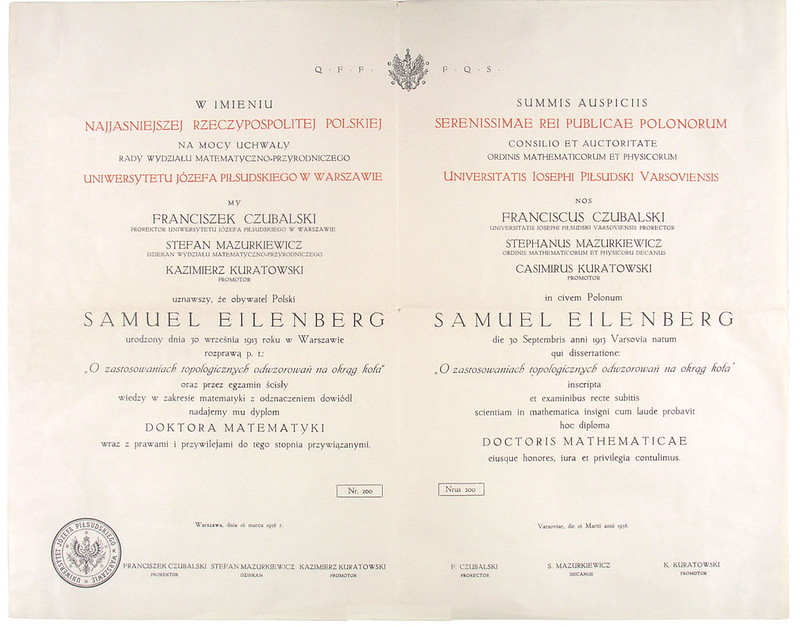 Q · F · F · F · Q · S ·
W IMIENIU
NAJJAŚNIEJSZEJ RZECZYPOSPOLITEJ POLSKIEJ
NA MOCY UCHWAŁY
RADY WYDZIAŁU MATEMATYCZNO-PRZYRODNICZEGO
UNIWERSYTETU JÓZEFA PIŁSUDSKIEGO W WARSZAWIE
MY
FRANCISZEK CZUBALSKI
PROREKTOR UNIWERSYTETU JÓZEFA PIŁSUDSKIEGO W WARSZAWIE
STEFAN MAZURKIEWICZ
DZIEKAN WYDZIAŁU MATEMATYCZNO-PRZYRODNICZEGO
KAZIMIERZ KURATOWSKI
PROMOTOR
uznawszy, że obywatel Polski
SAMUEL EILENBERG
urodzony dnia 30 września 1913 roku w Warszawie
rozprawą p. t.:
„O zastosowaniach topologicznych odwzorowań na okrąg koła"
oraz przez egzamin ścisły
wiedzy w zakresie matematyki z odznaczeniem dowiódł
nadajemy mu dyplom
DOKTORA MATEMATYKI
wraz z prawami i przywilejami do tego stopnia przywiązanymi.
Nr. 200
Warszawa, dnia 16 marca 1936 r.
UNIWERSYTET JÓZEFA PIŁSUDSKIEGO W WARSZAWIE
FRANCISZEK CZUBALSKI STEFAN MAZURKIEWICZ KAZIMIERZ KURATOWSKI
PROREKTOR DZIEKAN PROMOTOR
SUMMIS AUSPICIIS
SERENISSIMAE REI PUBLICAE POLONORUM
CONSILIO ET AUCTORITATE
ORDINIS MATHEMATICORUM ET PHYSICORUM
UNIVERSITATIS IOSEPHI PIŁSUDSKI VARSOVIENSIS
NOS
FRANCISCUS CZUBALSKI
UNIVERSITATIS IOSEPHI PIŁSUDSKI VARSOVIENSIS PRORECTOR
STEPHANUS MAZURKIEWICZ
ORDINIS MATHEMATICORUM ET PHYSICORU DECANUS
CASIMIRUS KURATOWSKI
PROMOTOR
in civem Polonum
SAMUEL EILENBERG
die 30 Septembris anni 1913 Varsovia natum
qui dissertatione:
„O zastosowaniach topologicznych odwzorowań na okrąg koła"
inscripta
et examinibus recte subitis
scientiam in mathematica insigni cum laude probavit
hoc diploma
DOCTORIS MATHEMATICAE
eiusque honores, iura et privilegia contulimus.
Nrus 200
Varsoviae, die 16 Martii anni 1936.
F. CZUBALSKI S. MAZURKIEWICZ K. KURATOWSKI
PRORECTOR DECANUS PROMOTOR